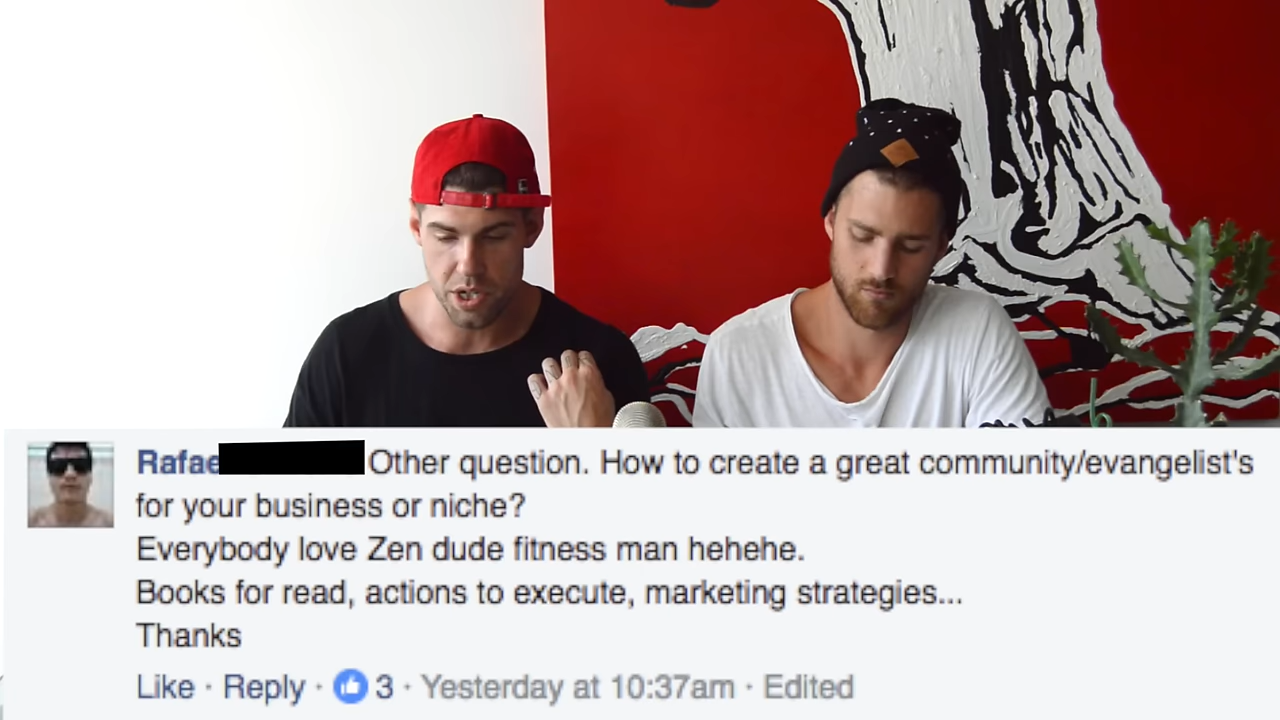 Rafae Other question. How to create a great community/evangelist's
for your business or niche?
Everybody love Zen dude fitness man hehehe.
Books for read, actions to execute, marketing strategies...
Thanks
Like · Reply · 3 · Yesterday at 10:37am · Edited